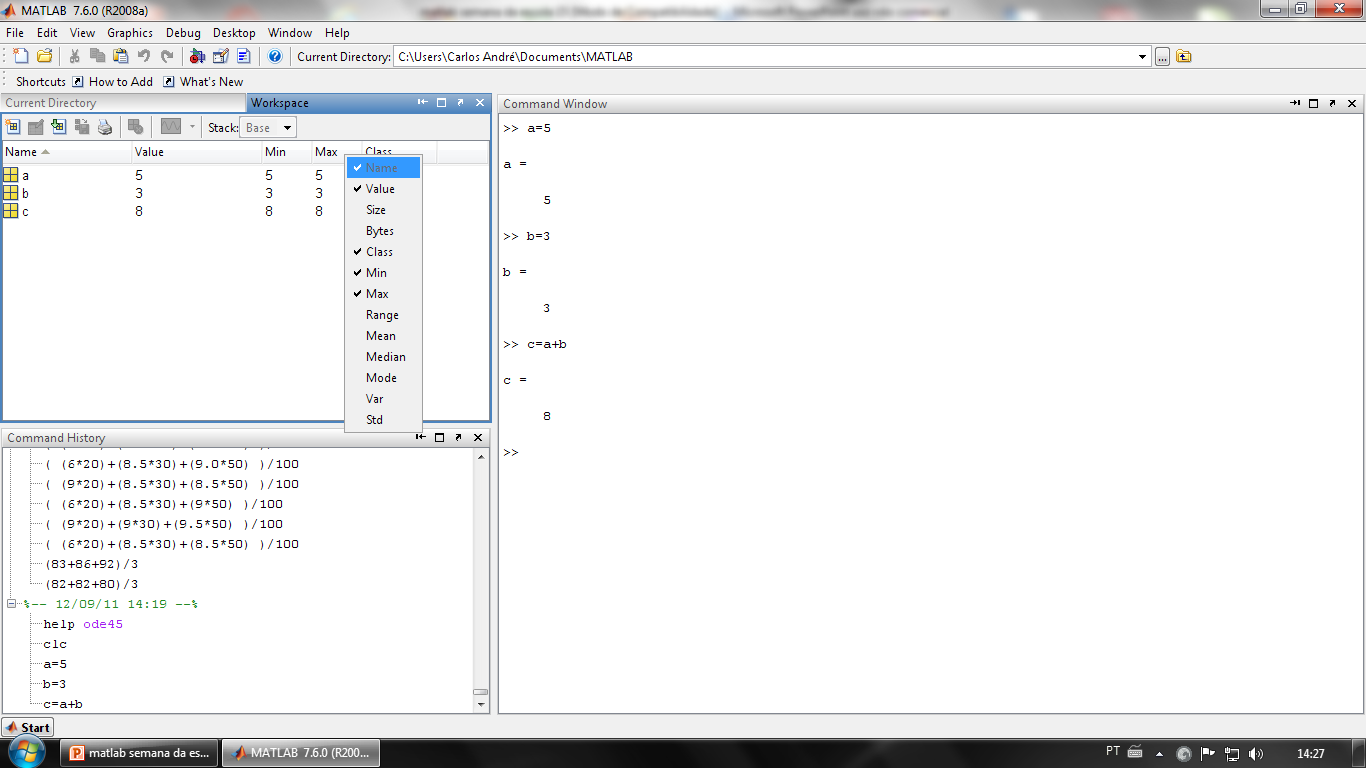 MATLAB 7.6.0 (R2008a)
File Edit View Graphics Debug Desktop Window Help
Current Directory: C:\Users\Carlos André\Documents\MATLAB ...
Shortcuts How to Add What's New
Current Directory Workspace
Stack: Base
Name Value Min Max Class
a 5 5 5
b 3 3 3
c 8 8 8
Name
Value
Size
Bytes
Class
Min
Max
Range
Mean
Median
Mode
Var
Std
Command History
( (6*20)+(8.5*30)+(9.0*50) )/100
( (9*20)+(8.5*30)+(8.5*50) )/100
( (6*20)+(8.5*30)+(9*50) )/100
( (9*20)+(9*30)+(9.5*50) )/100
( (6*20)+(8.5*30)+(8.5*50) )/100
(83+86+92)/3
(82+82+80)/3
%-- 12/09/11 14:19 --%
help ode45
clc
a=5
b=3
c=a+b
Command Window
>> a=5
a =
5
>> b=3
b =
3
>> c=a+b
c =
8
>>
Start
matlab semana da es...
MATLAB 7.6.0 (R200...
PT
14:27